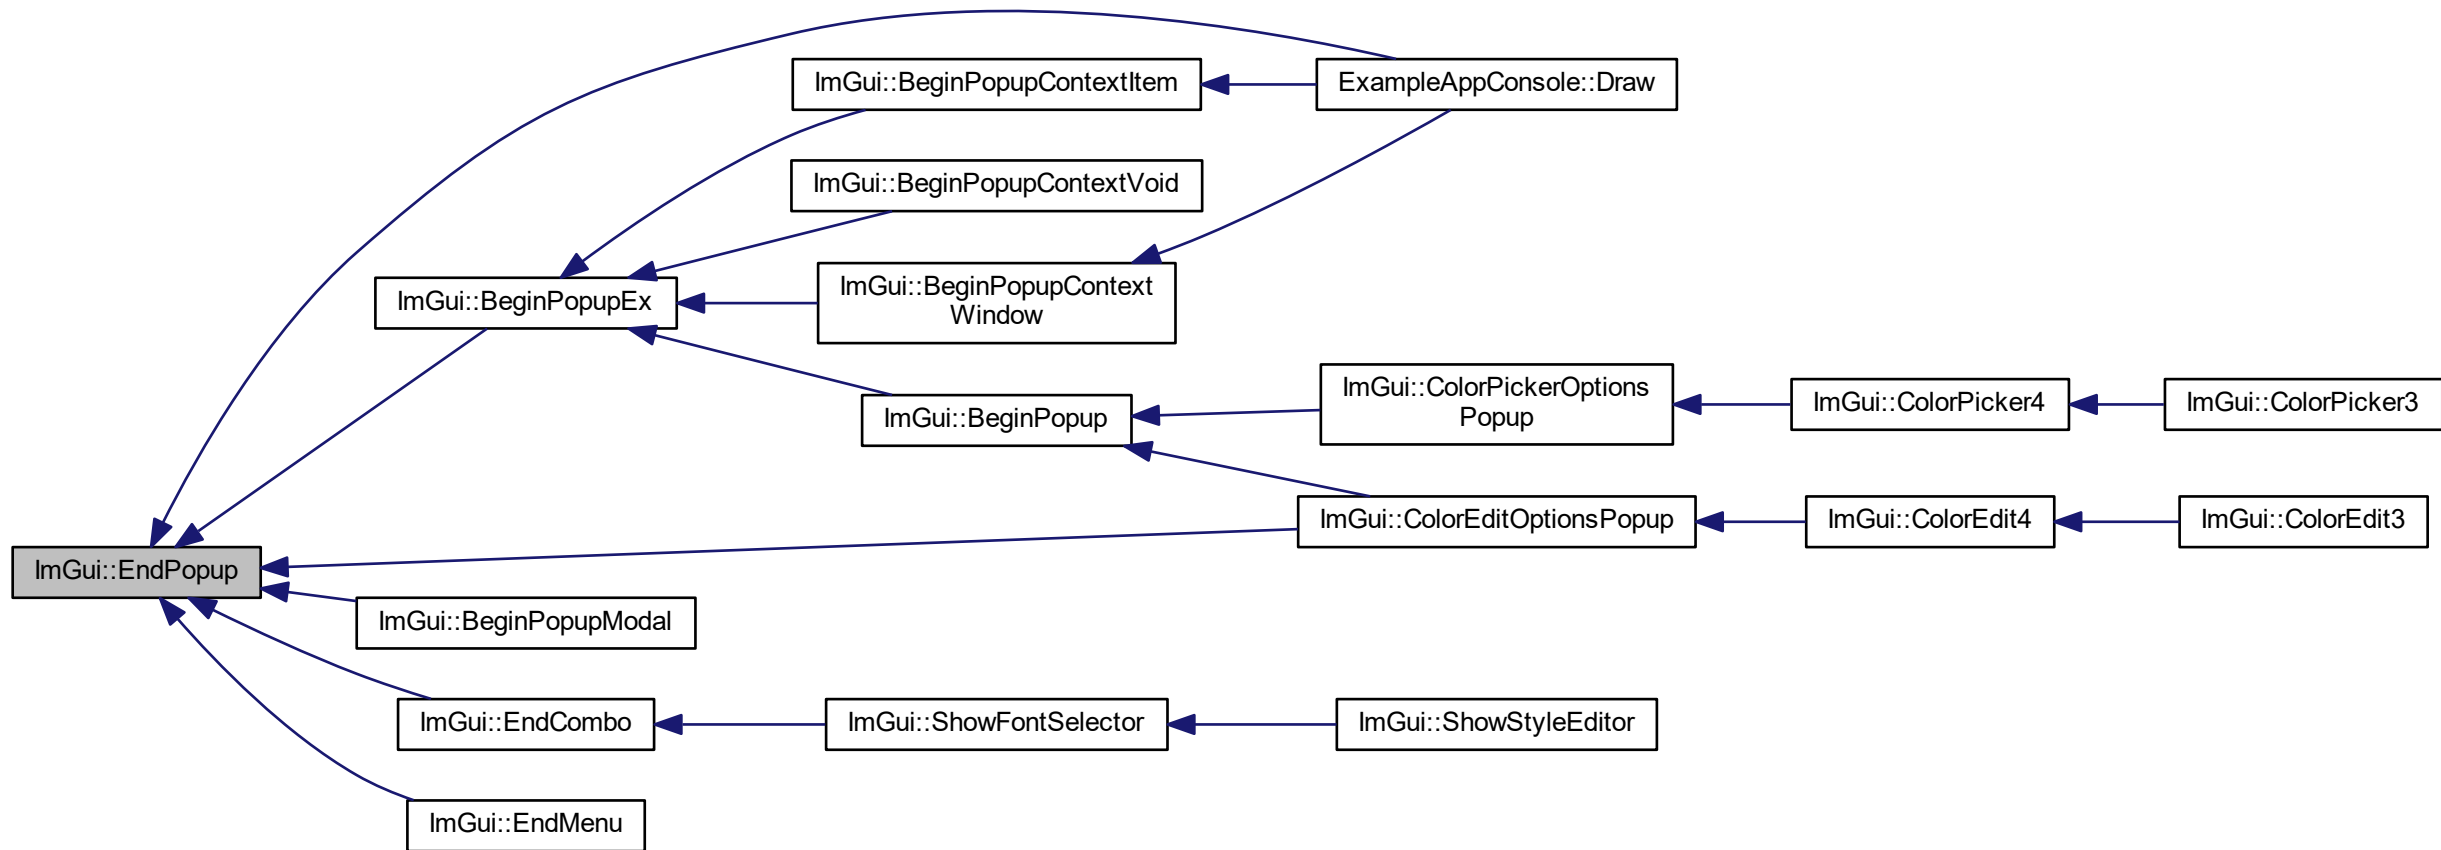 ImGui::BeginPopupContextItem
ExampleAppConsole::Draw
ImGui::BeginPopupContextVoid
ImGui::BeginPopupEx
ImGui::BeginPopupContext
Window
ImGui::BeginPopup
ImGui::ColorPickerOptions
Popup
ImGui::ColorPicker4
ImGui::ColorPicker3
ImGui::ColorEditOptionsPopup
ImGui::ColorEdit4
ImGui::ColorEdit3
ImGui::EndPopup
ImGui::BeginPopupModal
ImGui::EndCombo
ImGui::ShowFontSelector
ImGui::ShowStyleEditor
ImGui::EndMenu